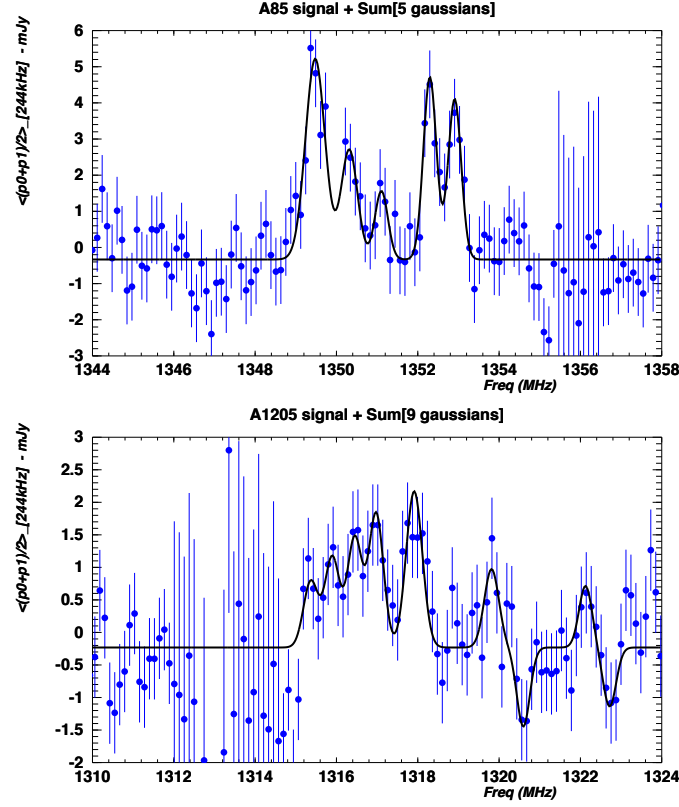 A85 signal + Sum[5 gaussians]
<(p0+p1)/2>_[244kHz] - mJy
6
5
4
3
2
1
0
-1
-2
-3
1344 1346 1348 1350 1352 1354 1356 1358
Freq (MHz)
A1205 signal + Sum[9 gaussians]
<(p0+p1)/2>_[244kHz] - mJy
3
2.5
2
1.5
1
0.5
0
-0.5
-1
-1.5
-2
1310 1312 1314 1316 1318 1320 1322 1324
Freq (MHz)